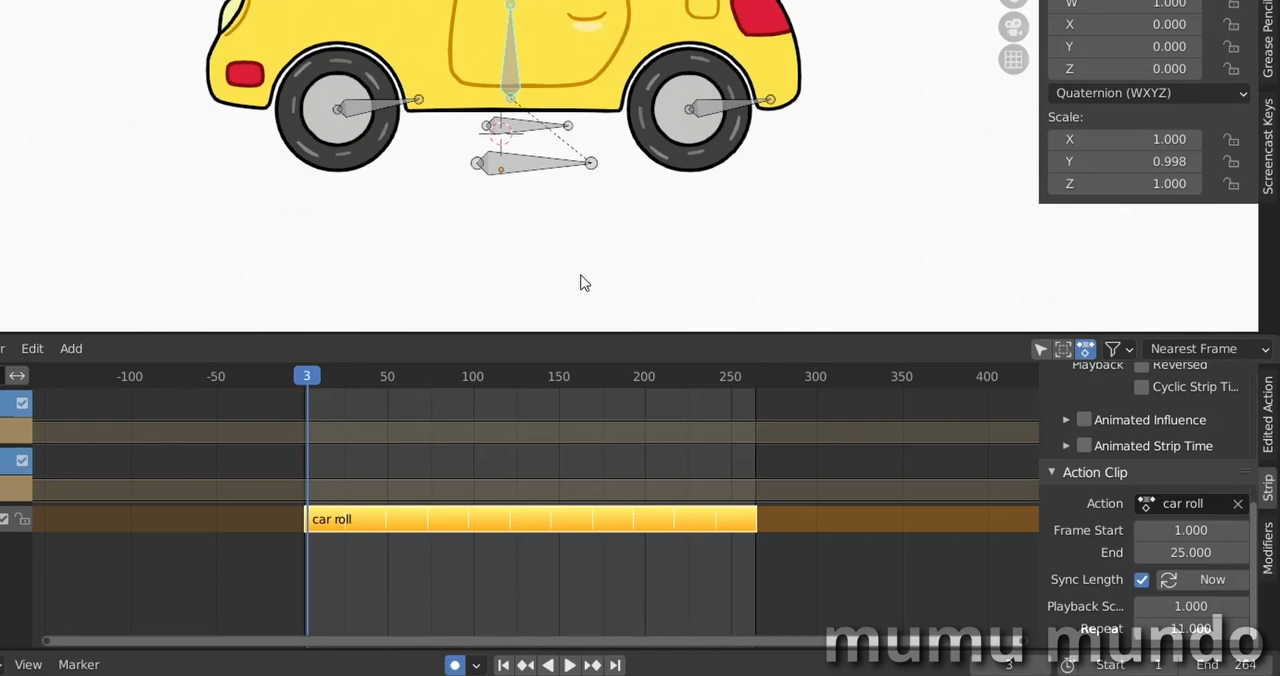 W 1.000
X 0.000
Y 0.000
Z 0.000
Quaternion (WXYZ)
Scale:
X 1.000
Y 0.998
Z 1.000
Grease Pencil
Screencast Keys
Edit Add
Nearest Frame
-100 -50 3 50 100 150 200 250 300 350 400
Playback Reversed
Cyclic Strip Ti...
Animated Influence
Animated Strip Time
Action Clip
Action car roll
Frame Start 1.000
End 25.000
Sync Length Now
Playback Sc... 1.000
Repeat 11.000
Edited Action
Strip
Modifiers
car roll
mumu mundo
View Marker
3 Start 1 End 264